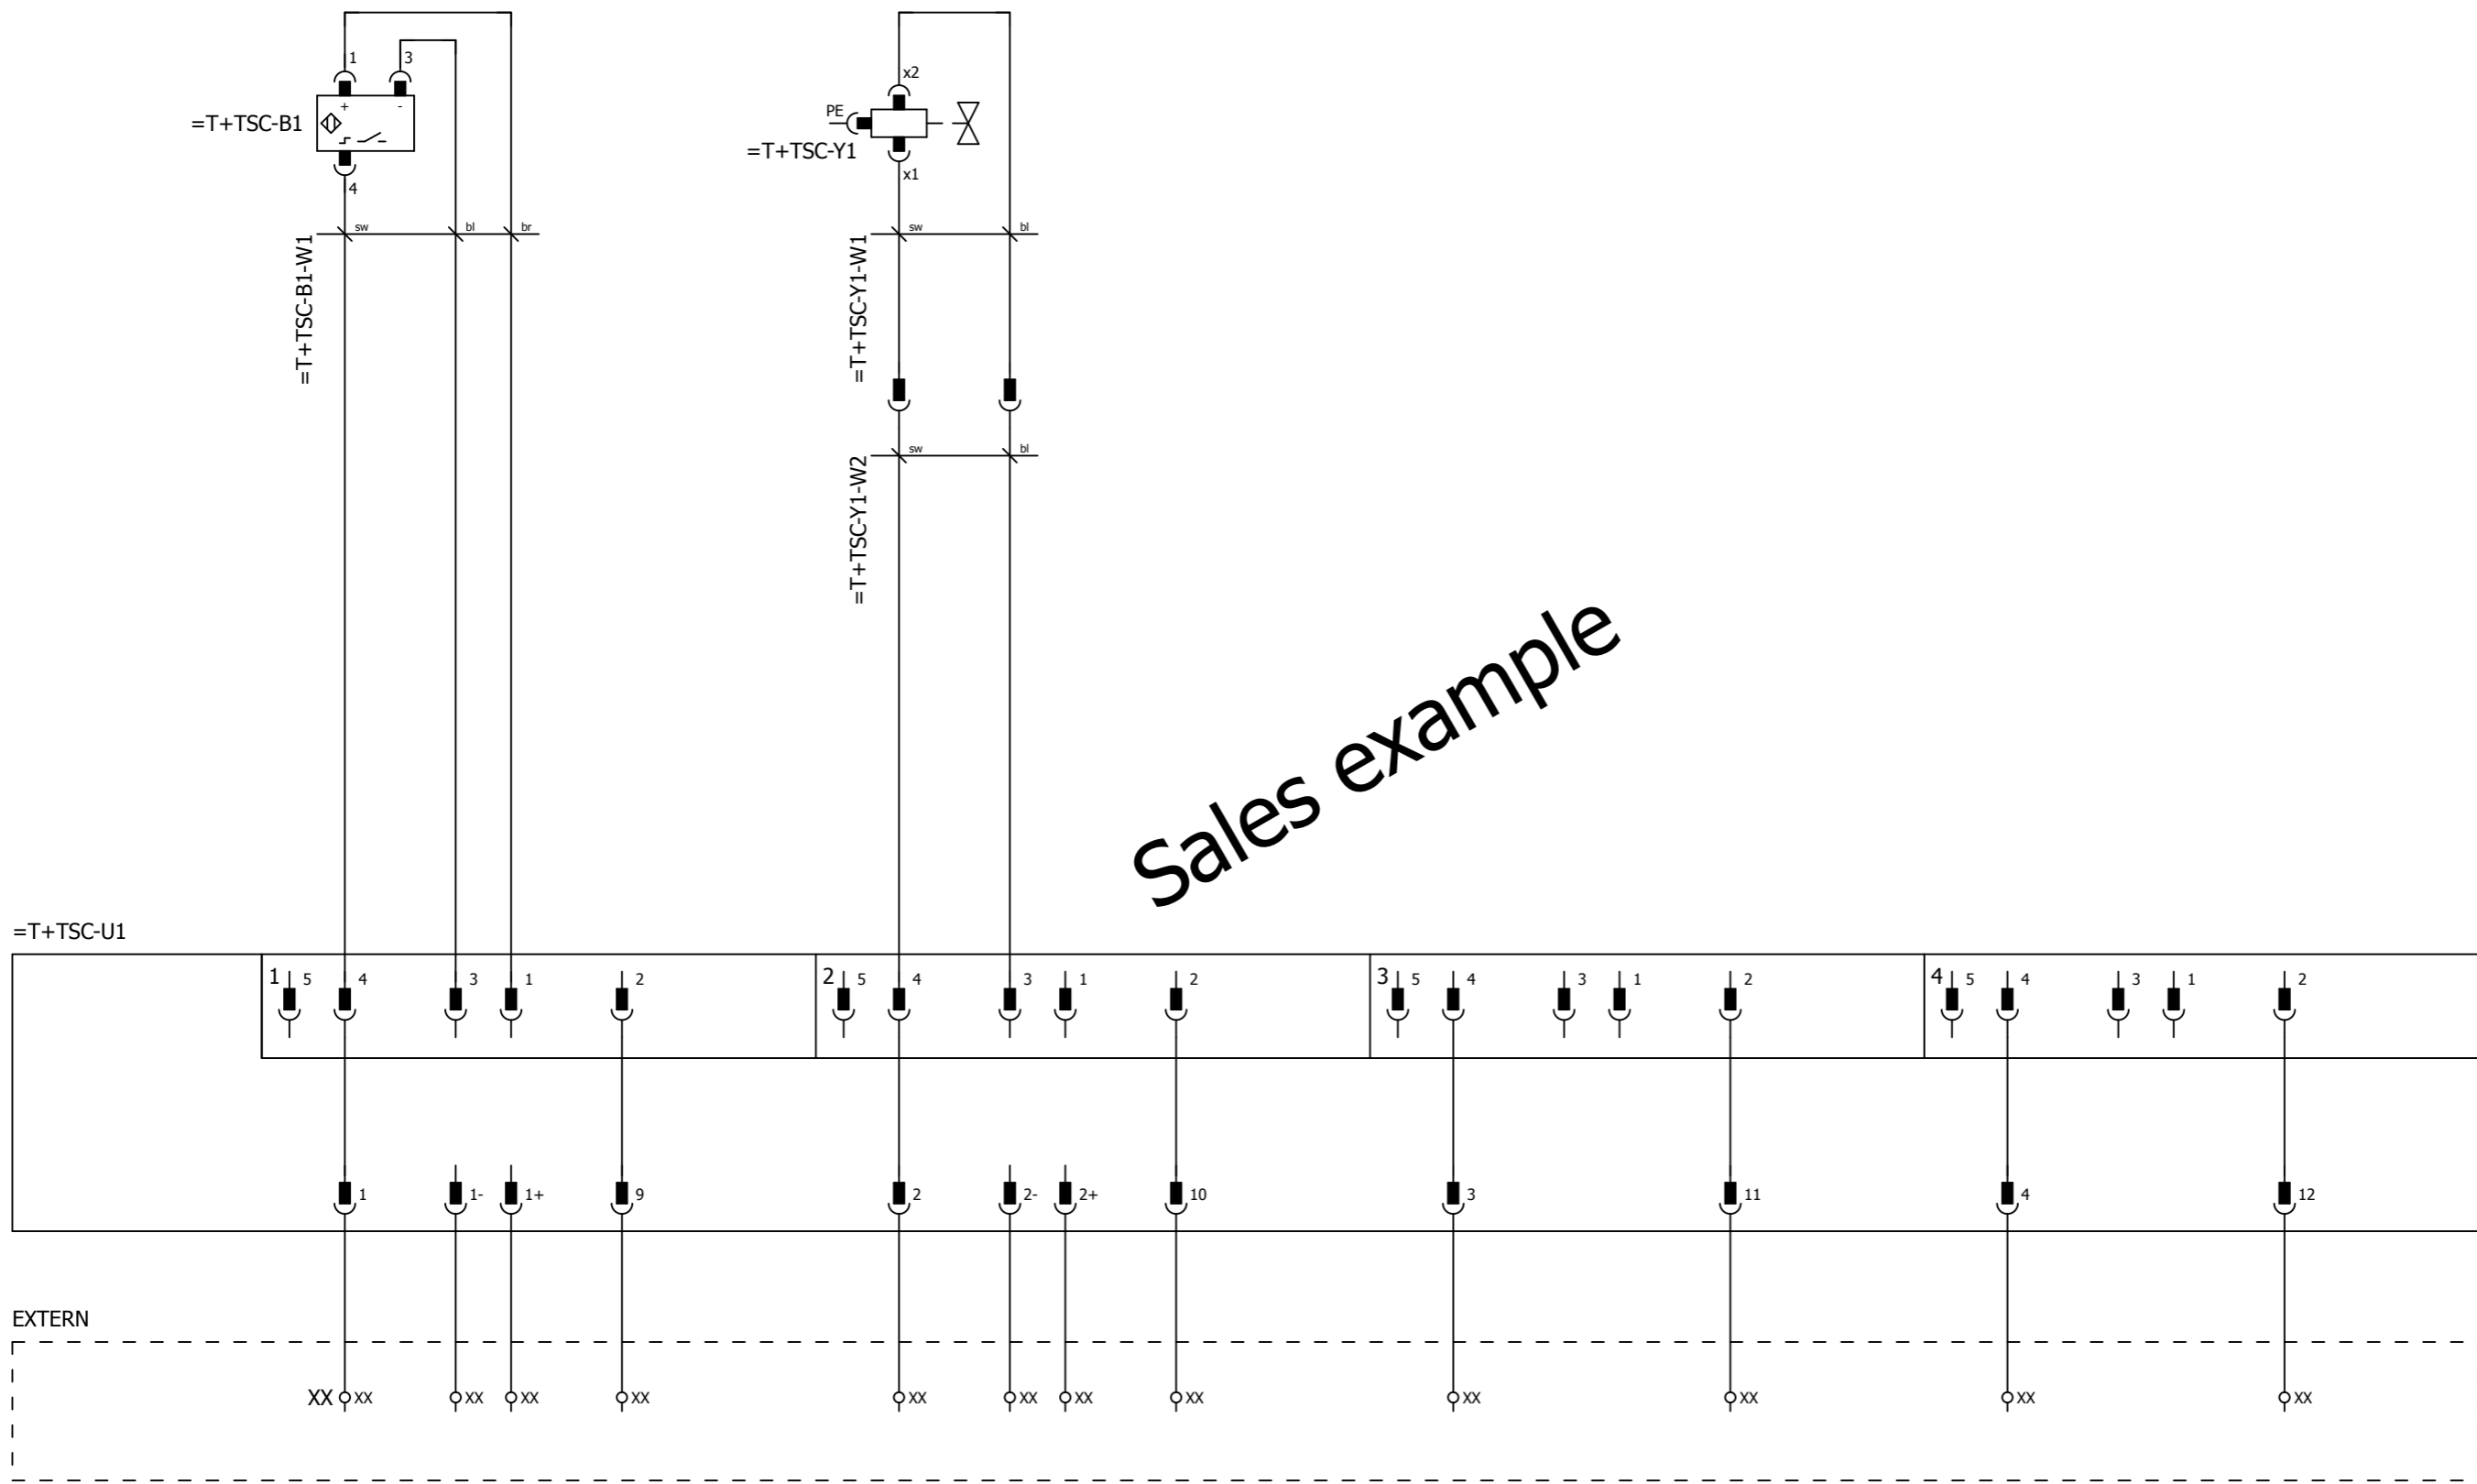 1 3
x2
+ -
PE
=T+TSC-B1
=T+TSC-Y1
x1
4
sw bl br
sw bl
=T+TSC-B1-W1
=T+TSC-Y1-W1
sw bl
=T+TSC-Y1-W2
Sales example
=T+TSC-U1
1 5 4 3 1 2
2 5 4 3 1 2
3 5 4 3 1 2
4 5 4 3 1 2
1 1- 1+ 9 2 2- 2+ 10 3 11 4 12
EXTERN
XX XX XX XX XX XX XX XX XX XX XX XX XX